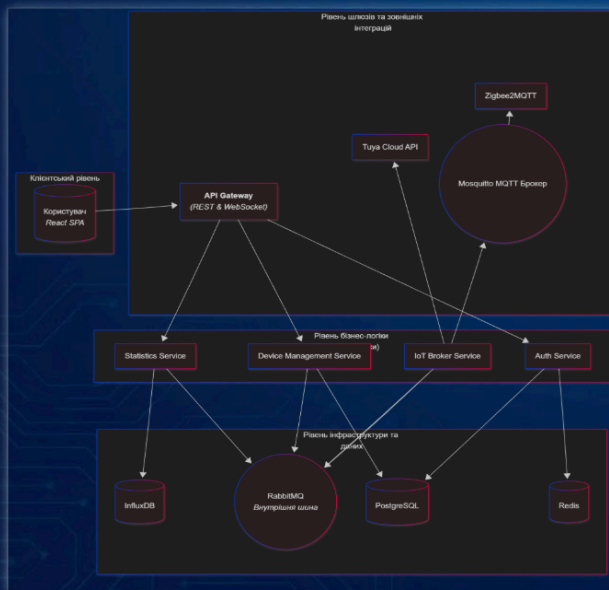 Рівень шлюзів та зовнішніх
інтеграцій
Zigbee2MQTT
Tuya Cloud API
Mosquitto MQTT Брокер
Клієнтський рівень
Користувач
React SPA
API Gateway
(REST & WebSocket)
Рівень бізнес-логіки
Statistics Service
Device Management Service
IoT Broker Service
Auth Service
Рівень інфраструктури та
даних
InfluxDB
RabbitMQ
Внутрішня шина
PostgreSQL
Redis